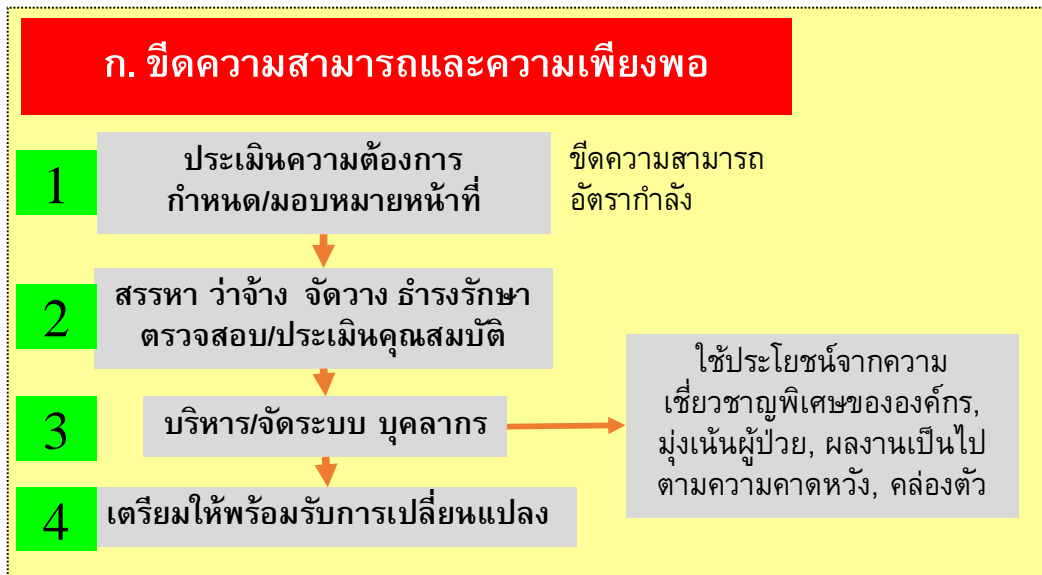 ก. ขีดความสามารถและความเพียงพอ
1
ประเมินความต้องการ
กำหนด/มอบหมายหน้าที่
ขีดความสามารถ
อัตรากำลัง
2
สรรหา ว่าจ้าง จัดวาง ธำรงรักษา
ตรวจสอบ/ประเมินคุณสมบัติ
3
บริหาร/จัดระบบ บุคลากร
ใช้ประโยชน์จากความ
เชี่ยวชาญพิเศษขององค์กร,
มุ่งเน้นผู้ป่วย, ผลงานเป็นไป
ตามความคาดหวัง, คล่องตัว
4
เตรียมให้พร้อมรับการเปลี่ยนแปลง